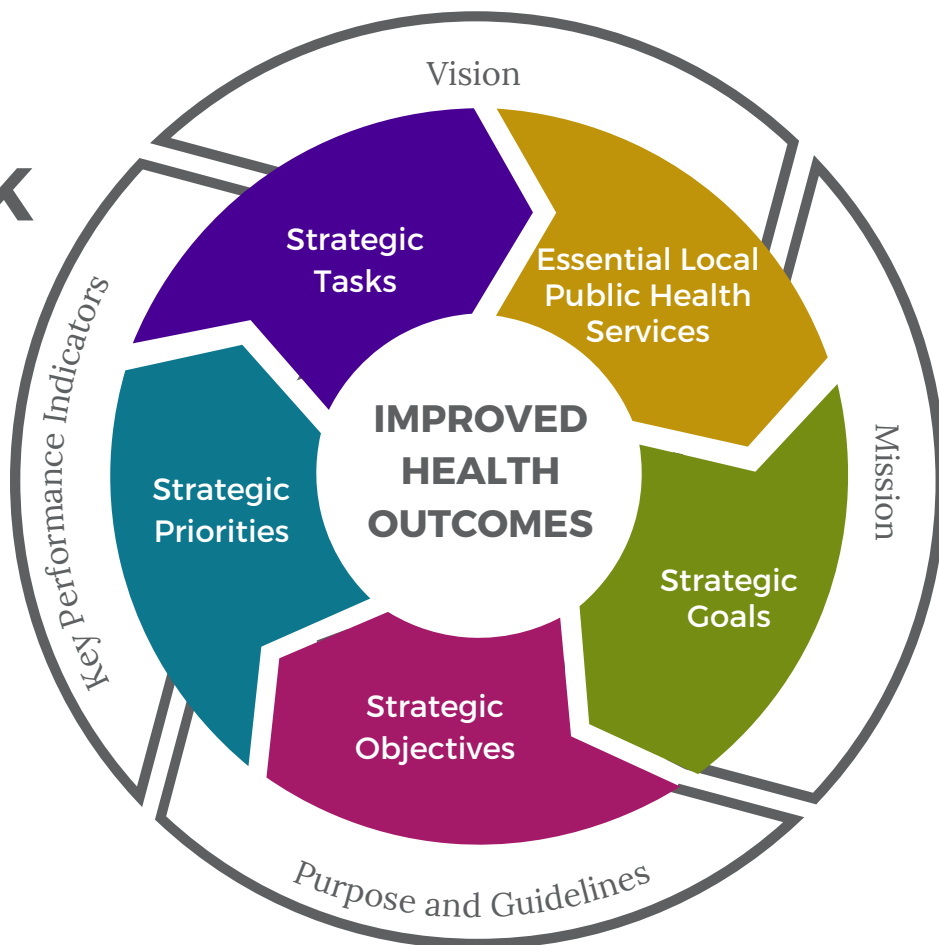 Vision
Strategic
Tasks
Essential Local
Public Health
Services
Key Performance Indicators
IMPROVED
HEALTH
OUTCOMES
Mission
Strategic
Priorities
Strategic
Goals
Strategic
Objectives
Purpose and Guidelines